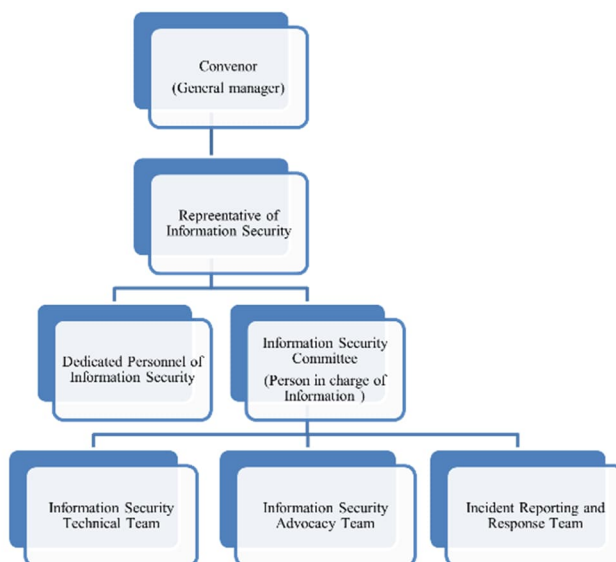 Convenor
(General manager)
Repreentative of
Information Security
Dedicated Personnel of
Information Security
Information Security
Committee
(Person in charge of
Information )
Information Security
Technical Team
Information Security
Advocacy Team
Incident Reporting and
Response Team